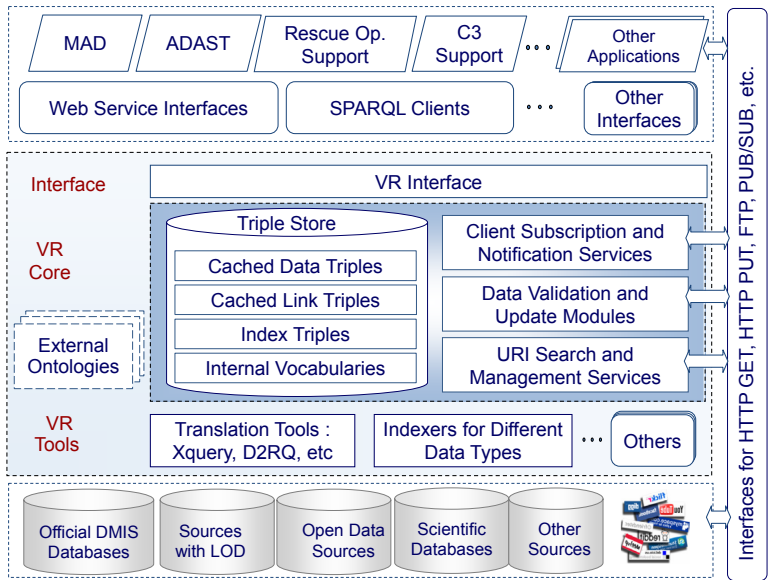 MAD
ADAST
Rescue Op.
Support
C3
Support
Other
Applications
Web Service Interfaces
SPARQL Clients
Other
Interfaces
Interface
VR Interface
VR
Core
Triple Store
Cached Data Triples
Cached Link Triples
Index Triples
Internal Vocabularies
Client Subscription and
Notification Services
Data Validation and
Update Modules
URI Search and
Management Services
External
Ontologies
VR
Tools
Translation Tools :
Xquery, D2RQ, etc
Indexers for Different
Data Types
Others
Official DMIS
Databases
Sources
with LOD
Open Data
Sources
Scientific
Databases
Other
Sources
flickr
You Tube
reddit
Interfaces for HTTP GET, HTTP PUT, FTP, PUB/SUB, etc.